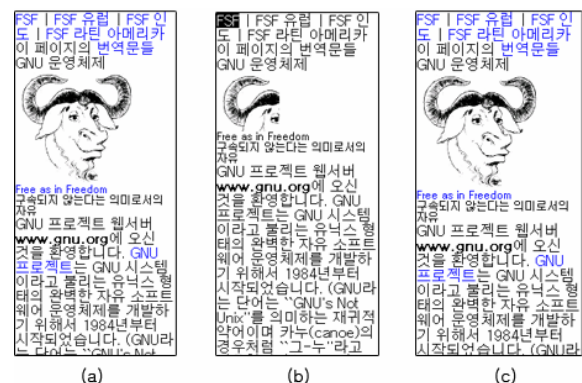 FSF | FSF 유럽 | FSF 인
도 | FSF 라틴 아메리카
이 페이지의 번역문들
GNU 운영체제
Free as in Freedom
구속되지 않는다는 의미로서의
자유
GNU 프로젝트 웹서버
www.gnu.org에 오신
것을 환영합니다. GNU
프로젝트는 GNU 시스템
이라고 불리는 유닉스 형
태의 완벽한 자유 소프트
웨어 운영체제를 개발하
기 위해서 1984년부터
시작되었습니다. (GNU라
는 단어는 ``GNU's Not
(a)
FSF | FSF 유럽 | FSF 인
도 | FSF 라틴 아메리카
이 페이지의 번역문들
GNU 운영체제
Free as in Freedom
구속되지 않는다는 의미로서의
자유
GNU 프로젝트 웹서버
www.gnu.org에 오신
것을 환영합니다. GNU
프로젝트는 GNU 시스템
이라고 불리는 유닉스 형
태의 완벽한 자유 소프트
웨어 운영체제를 개발하
기 위해서 1984년부터
시작되었습니다. (GNU라
는 단어는 ``GNU's Not
Unix''를 의미하는 재귀적
약어이며 카누(canoe)의
경우처럼 ``그-누''라고
(b)
FSF | FSF 유럽 | FSF 인
도 | FSF 라틴 아메리카
이 페이지의 번역문들
GNU 운영체제
Free as in Freedom
구속되지 않는다는 의미로서의
자유
GNU 프로젝트 웹서버
www.gnu.org에 오신
것을 환영합니다. GNU
프로젝트는 GNU 시스템
이라고 불리는 유닉스 형
태의 완벽한 자유 소프트
웨어 운영체제를 개발하
기 위해서 1984년부터
시작되었습니다. (GNU라
(c)